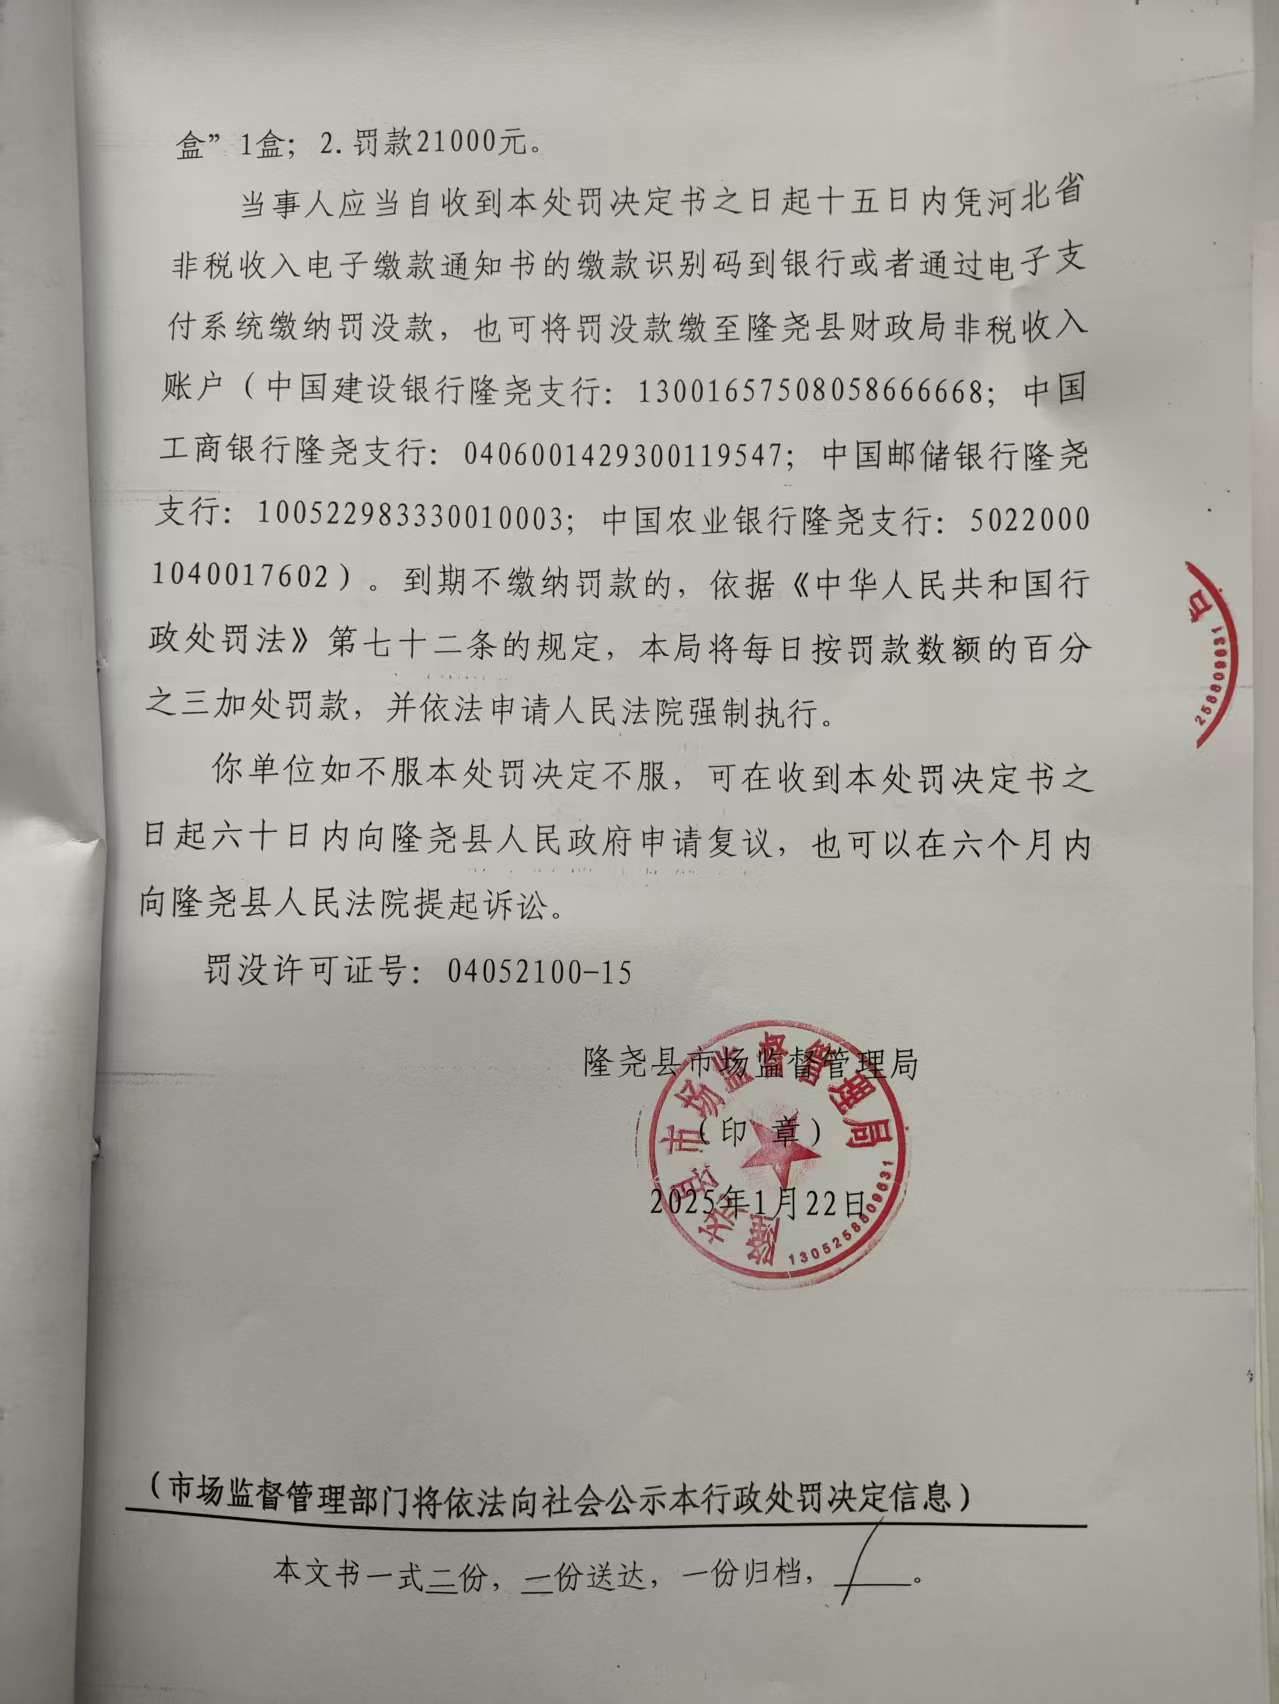 盒”1盒；2.罚款21000元。
当事人应当自收到本处罚决定书之日起十五日内凭河北省
非税收入电子缴款通知书的缴款识别码到银行或者通过电子支
付系统缴纳罚没款，也可将罚没款缴至隆尧县财政局非税收入
账户（中国建设银行隆尧支行：13001657508058666668；中国
工商银行隆尧支行：0406001429300119547；中国邮储银行隆尧
支行：100522983330010003；中国农业银行隆尧支行：5022000
1040017602）。到期不缴纳罚款的，依据《中华人民共和国行
政处罚法》第七十二条的规定，本局将每日按罚款数额的百分
之三加处罚款，并依法申请人民法院强制执行。
你单位如不服本处罚决定不服，可在收到本处罚决定书之
日起六十日内向隆尧县人民政府申请复议，也可以在六个月内
向隆尧县人民法院提起诉讼。
罚没许可证号：04052100-15
隆尧县市场监督管理局
（印 章）
2025年1月22日
隆尧县市场监督管理局
1305258809631
258809631
（市场监督管理部门将依法向社会公示本行政处罚决定信息）
本文书一式二份，一份送达，一份归档，/。